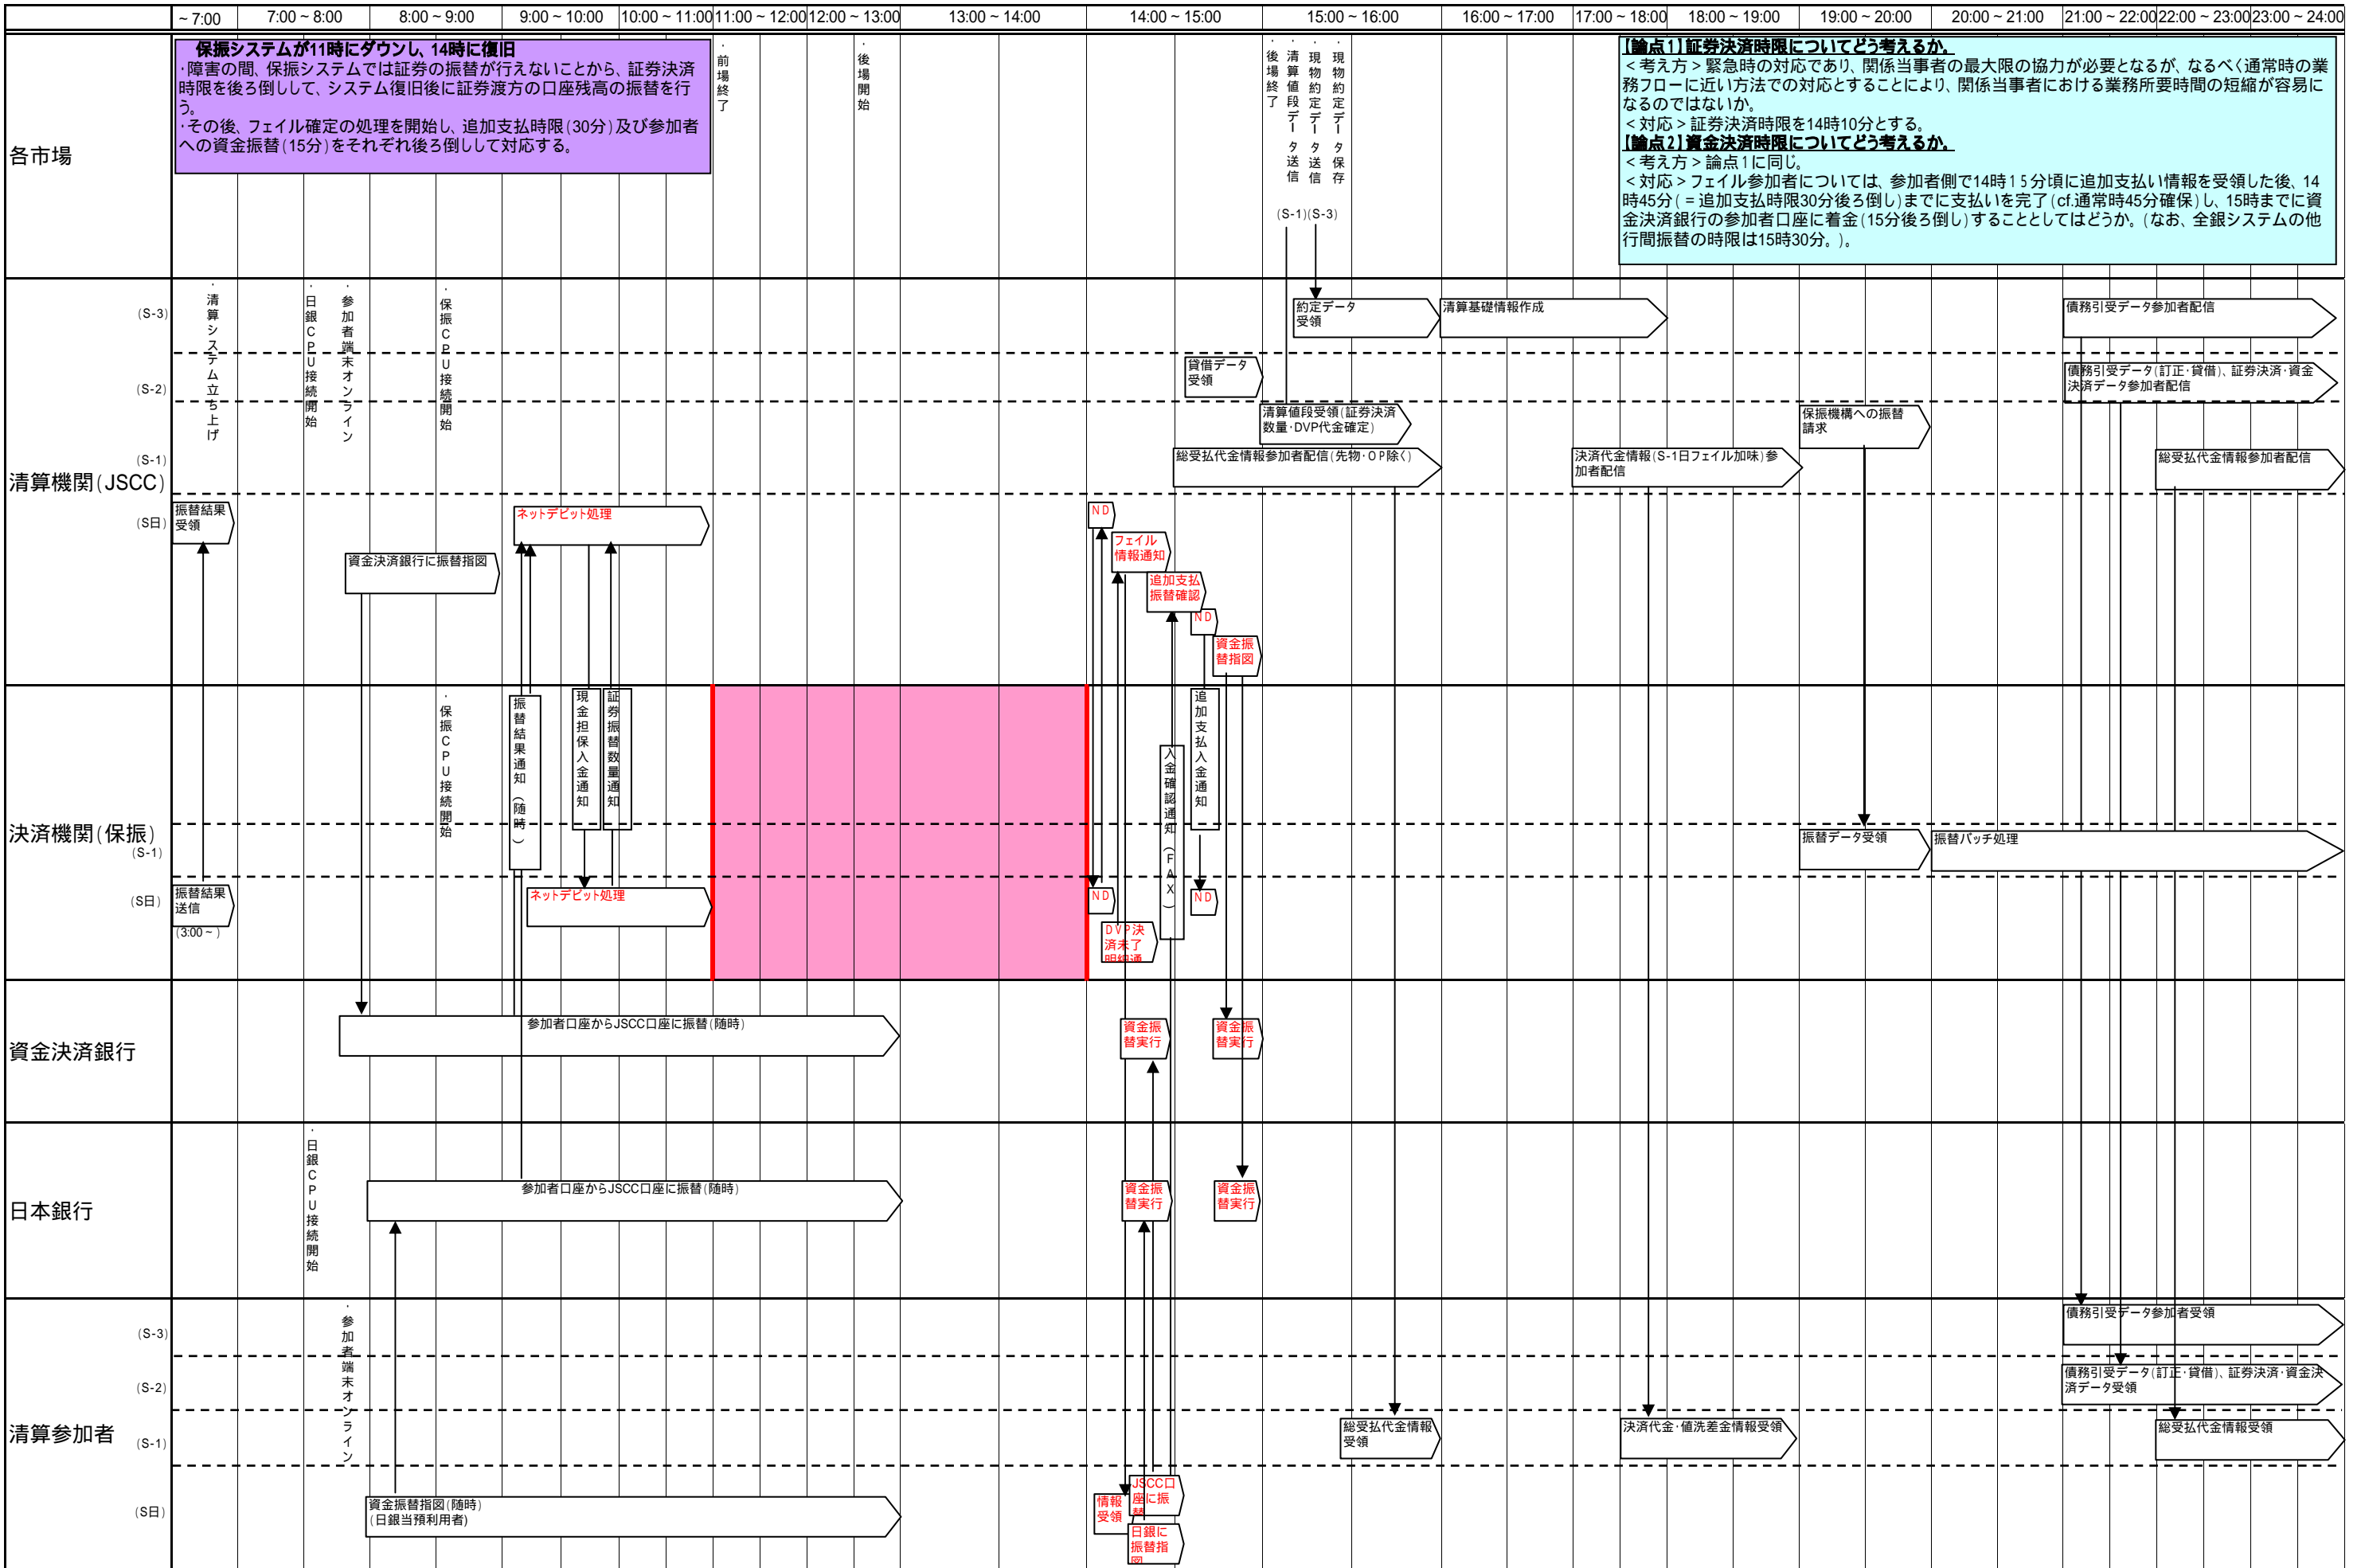 ~ 7:00
7:00 ~ 8:00
8:00 ~ 9:00
9:00 ~ 10:00
10:00 ~ 11:00
11:00 ~ 12:00
12:00 ~ 13:00
13:00 ~ 14:00
14:00 ~ 15:00
15:00 ~ 16:00
16:00 ~ 17:00
17:00 ~ 18:00
18:00 ~ 19:00
19:00 ~ 20:00
20:00 ~ 21:00
21:00 ~ 22:00
22:00 ~ 23:00
23:00 ~ 24:00
各市場
保振システムが11時にダウンし、14時に復旧
・障害の間、保振システムでは証券の振替が行えないことから、証券決済
時限を後ろ倒しして、システム復旧後に証券渡方の口座残高の振替を行
う。
・その後、フェイル確定の処理を開始し、追加支払時限(30分)及び参加者
への資金振替(15分)をそれぞれ後ろ倒しして対応する。
・前場終了
・後場開始
・後場終了
・清算値段データ送信
・現物約定データ送信
・現物約定データ保存
(S-1)(S-3)
【論点1】証券決済時限についてどう考えるか。
<考え方>緊急時の対応であり、関係当事者の最大限の協力が必要となるが、なるべく通常時の業
務フローに近い方法での対応とすることにより、関係当事者における業務所要時間の短縮が容易に
なるのではないか。
<対応>証券決済時限を14時10分とする。
【論点2】資金決済時限についてどう考えるか。
<考え方>論点1に同じ。
<対応>フェイル参加者については、参加者側で14時15分頃に追加支払い情報を受領した後、14
時45分(=追加支払時限30分後ろ倒し)までに支払いを完了(cf.通常時45分確保)し、15時までに資
金決済銀行の参加者口座に着金(15分後ろ倒し)することとしてはどうか。(なお、全銀システムの他
行間振替の時限は15時30分。)。
清算機関(JSCC)
(S-3)
(S-2)
(S-1)
(S日)
・清算システム立ち上げ
・日銀CPU接続開始
・参加者端末オンライン
・保振CPU接続開始
約定データ
受領
清算基礎情報作成
債務引受データ参加者配信
貸借データ
受領
債務引受データ(訂正・貸借)、証券決済・資金
決済データ参加者配信
清算値段受領(証券決済
数量・DVP代金確定)
保振機構への振替
請求
総受払代金情報参加者配信(先物・OP除く)
決済代金情報(S-1日フェイル加味)参
加者配信
総受払代金情報参加者配信
振替結果
受領
ネットデビット処理
ND
資金決済銀行に振替指図
フェイル
情報通知
追加支払
振替確認
ND
資金振
替指図
決済機関(保振)
(S-1)
(S日)
・保振CPU接続開始
振替結果通知(随時)
現金担保入金通知
証券振替数量通知
入金確認通知(FAX)
追加支払入金通知
振替データ受領
振替バッチ処理
振替結果
送信
(3:00~)
ネットデビット処理
ND
ND
DVP決
済未了
明細通
資金決済銀行
参加者口座からJSCC口座に振替(随時)
資金振
替実行
資金振
替実行
日本銀行
・日銀CPU接続開始
参加者口座からJSCC口座に振替(随時)
資金振
替実行
資金振
替実行
清算参加者
(S-3)
(S-2)
(S-1)
(S日)
・参加者端末オンライン
債務引受データ参加者受領
債務引受データ(訂正・貸借)、証券決済・資金決
済データ受領
総受払代金情報
受領
決済代金・値洗差金情報受領
総受払代金情報受領
資金振替指図(随時)
(日銀当預利用者)
情報
受領
JSCC口
座に振
替
日銀に
振替指
図